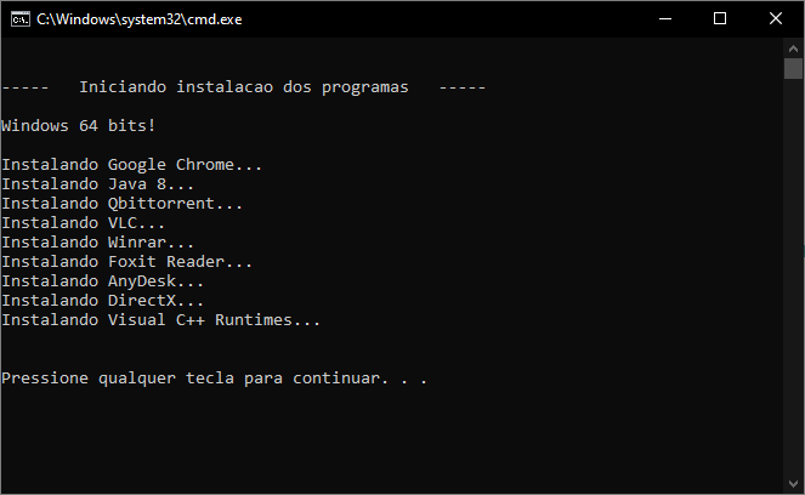 C:\Windows\system32\cmd.exe
-----   Iniciando instalacao dos programas   -----
Windows 64 bits!
Instalando Google Chrome...
Instalando Java 8...
Instalando Qbittorrent...
Instalando VLC...
Instalando Winrar...
Instalando Foxit Reader...
Instalando AnyDesk...
Instalando DirectX...
Instalando Visual C++ Runtimes...
Pressione qualquer tecla para continuar. . .